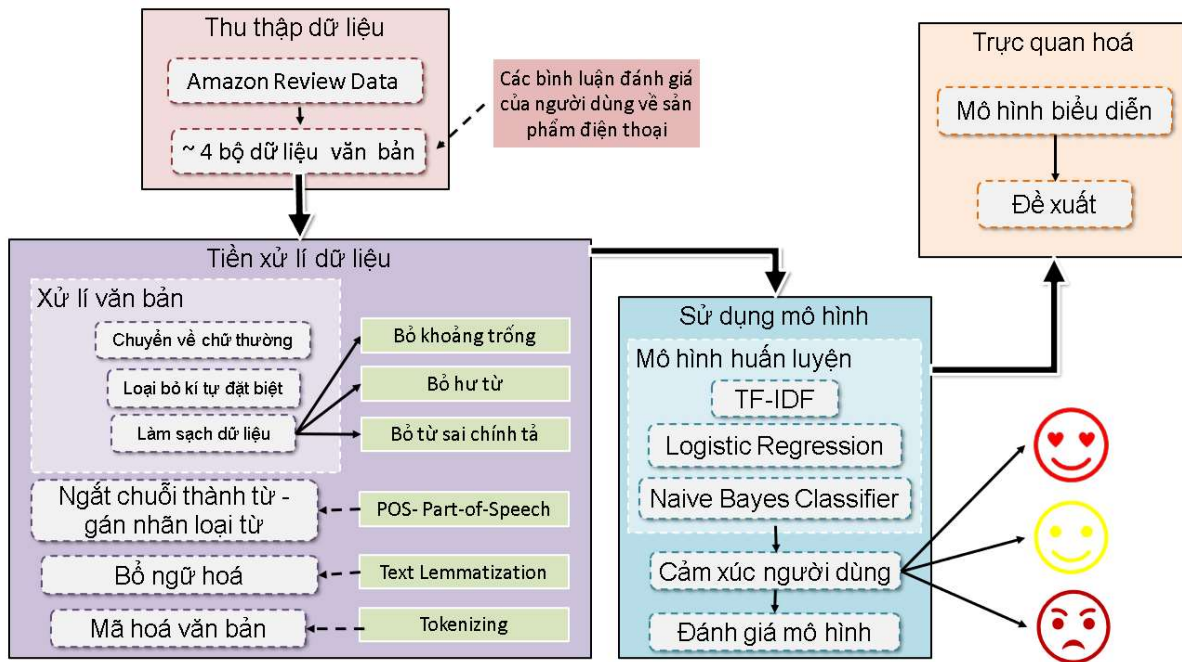 Thu thập dữ liệu
Amazon Review Data
~ 4 bộ dữ liệu văn bản
Các bình luận đánh giá
của người dùng về sản
phẩm điện thoại
Trực quan hoá
Mô hình biểu diễn
Đề xuất
Tiền xử lí dữ liệu
Xử lí văn bản
Chuyển về chữ thường
Loại bỏ kí tự đặt biệt
Làm sạch dữ liệu
Bỏ khoảng trống
Bỏ hư từ
Bỏ từ sai chính tả
Ngắt chuỗi thành từ -
gán nhãn loại từ
POS- Part-of-Speech
Bổ ngữ hoá
Text Lemmatization
Mã hoá văn bản
Tokenizing
Sử dụng mô hình
Mô hình huấn luyện
TF-IDF
Logistic Regression
Naive Bayes Classifier
Cảm xúc người dùng
Đánh giá mô hình